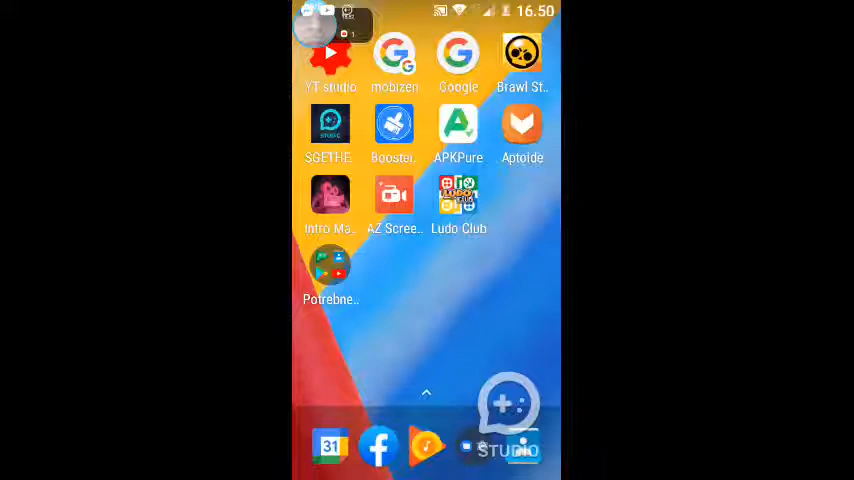 16.50
YT studio
mobizen
Google
Brawl St..
SGETHE
Booster.
APKPure
Aptoide
Intro Ma..
AZ Scree..
Ludo Club
Potrebne..
31
STUDIO